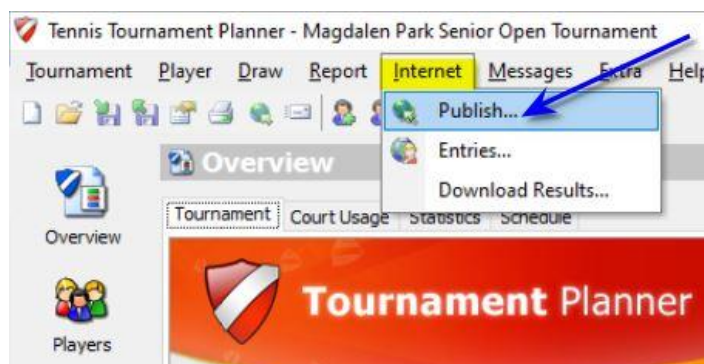 Tennis Tournament Planner - Magdalen Park Senior Open Tournament
Tournament Player Draw Report Internet Messages Extra Help
Publish...
Entries...
Download Results...
Overview
Tournament Court Usage Statistics Schedule
Overview
Tournament Planner
Players